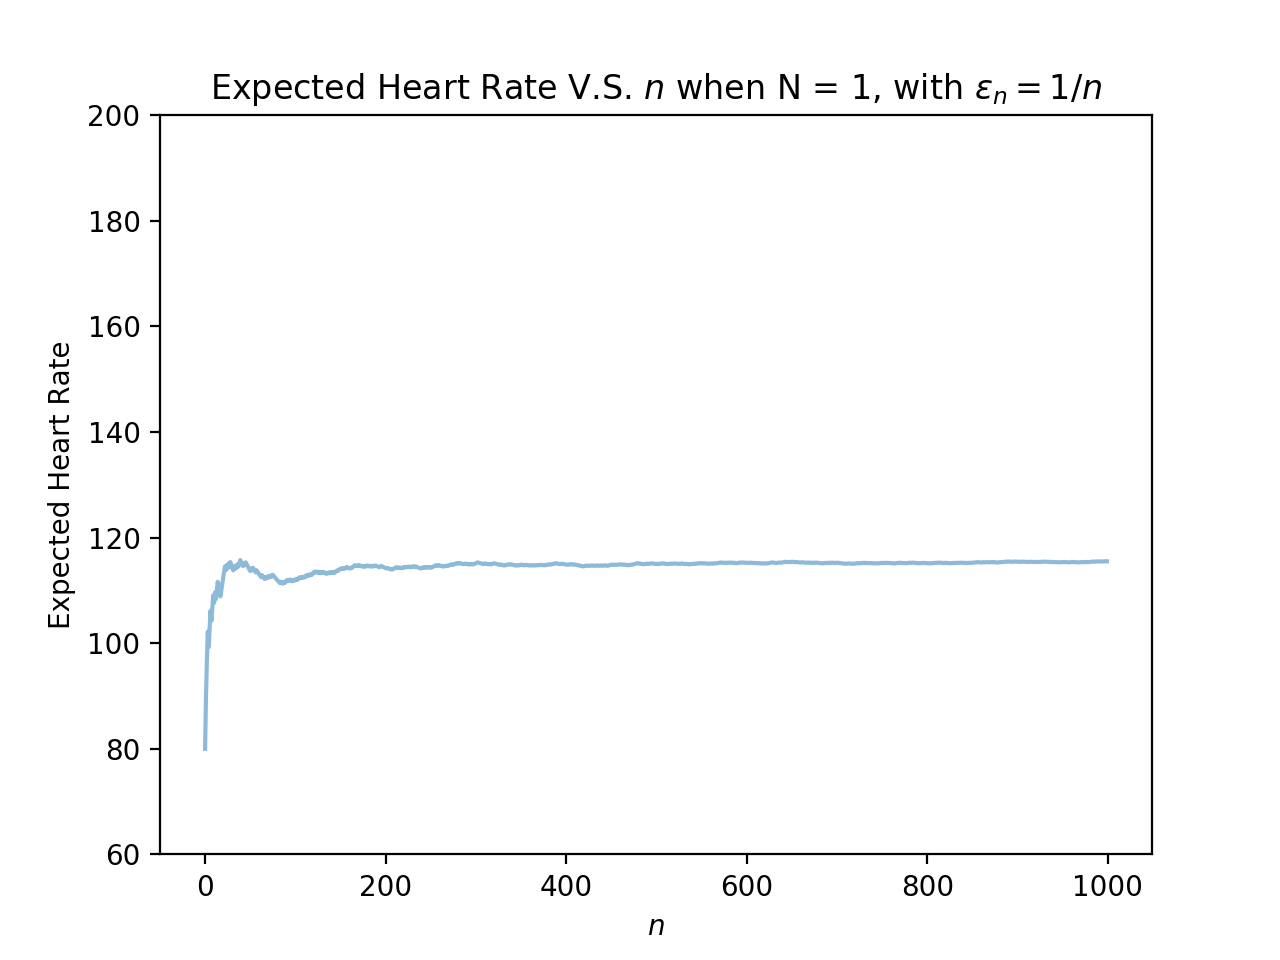 Expected Heart Rate V.S. n when N = 1, with εₙ = 1/n
200
180
160
140
120
100
80
60
Expected Heart Rate
0 200 400 600 800 1000
n